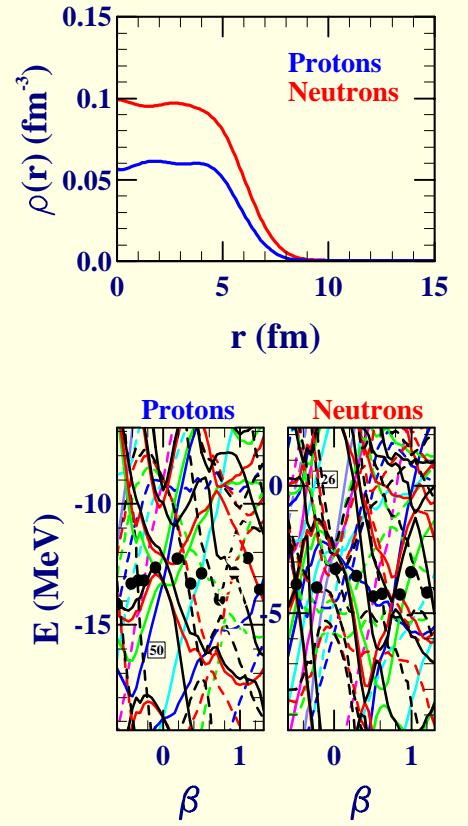 0.15
0.1
0.05
0.0
ρ(r) (fm-3)
Protons
Neutrons
0 5 10 15
r (fm)
Protons Neutrons
-10
-15
E (MeV)
50
126
0
-5
0 1 0 1
β β